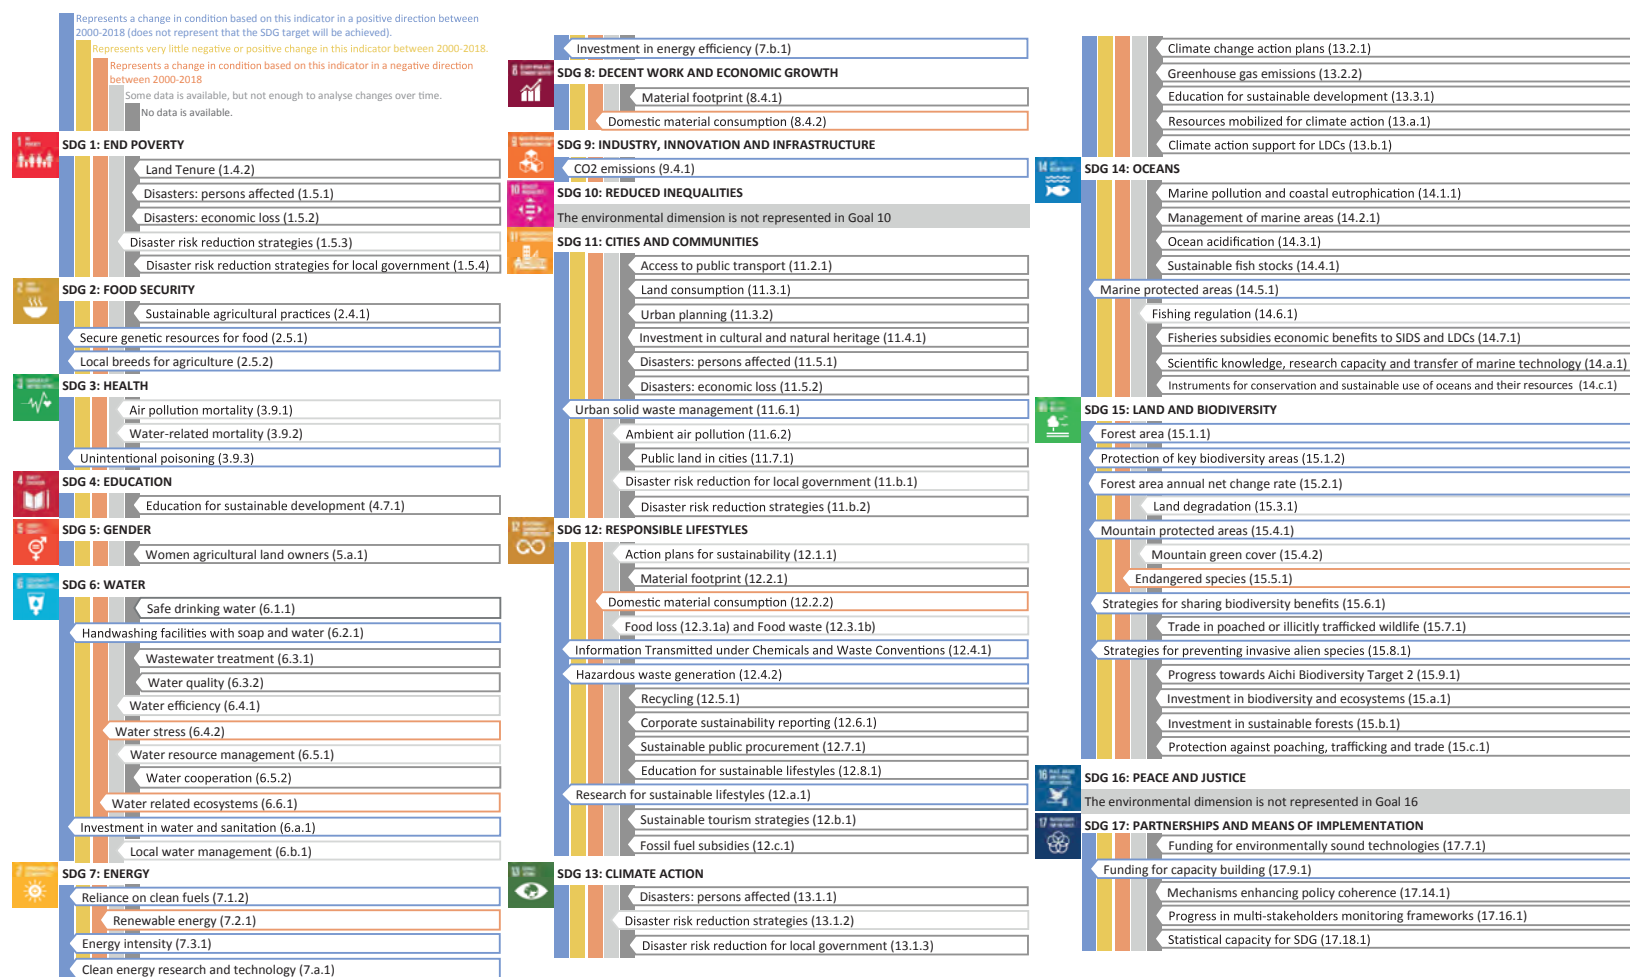 Represents a change in condition based on this indicator in a positive direction between
2000-2018 (does not represent that the SDG target will be achieved).
Represents very little negative or positive change in this indicator between 2000-2018.
Represents a change in condition based on this indicator in a negative direction
between 2000-2018
Some data is available, but not enough to analyse changes over time.
No data is available.
1
SDG 1: END POVERTY
Land Tenure (1.4.2)
Disasters: persons affected (1.5.1)
Disasters: economic loss (1.5.2)
Disaster risk reduction strategies (1.5.3)
Disaster risk reduction strategies for local government (1.5.4)
2
SDG 2: FOOD SECURITY
Sustainable agricultural practices (2.4.1)
Secure genetic resources for food (2.5.1)
Local breeds for agriculture (2.5.2)
3
SDG 3: HEALTH
Air pollution mortality (3.9.1)
Water-related mortality (3.9.2)
Unintentional poisoning (3.9.3)
4
SDG 4: EDUCATION
Education for sustainable development (4.7.1)
5
SDG 5: GENDER
Women agricultural land owners (5.a.1)
6
SDG 6: WATER
Safe drinking water (6.1.1)
Handwashing facilities with soap and water (6.2.1)
Wastewater treatment (6.3.1)
Water quality (6.3.2)
Water efficiency (6.4.1)
Water stress (6.4.2)
Water resource management (6.5.1)
Water cooperation (6.5.2)
Water related ecosystems (6.6.1)
Investment in water and sanitation (6.a.1)
Local water management (6.b.1)
SDG 7: ENERGY
Reliance on clean fuels (7.1.2)
Renewable energy (7.2.1)
Energy intensity (7.3.1)
Clean energy research and technology (7.a.1)
Investment in energy efficiency (7.b.1)
8
SDG 8: DECENT WORK AND ECONOMIC GROWTH
Material footprint (8.4.1)
Domestic material consumption (8.4.2)
SDG 9: INDUSTRY, INNOVATION AND INFRASTRUCTURE
CO2 emissions (9.4.1)
10
SDG 10: REDUCED INEQUALITIES
The environmental dimension is not represented in Goal 10
11
SDG 11: CITIES AND COMMUNITIES
Access to public transport (11.2.1)
Land consumption (11.3.1)
Urban planning (11.3.2)
Investment in cultural and natural heritage (11.4.1)
Disasters: persons affected (11.5.1)
Disasters: economic loss (11.5.2)
Urban solid waste management (11.6.1)
Ambient air pollution (11.6.2)
Public land in cities (11.7.1)
Disaster risk reduction for local government (11.b.1)
Disaster risk reduction strategies (11.b.2)
12
SDG 12: RESPONSIBLE LIFESTYLES
Action plans for sustainability (12.1.1)
Material footprint (12.2.1)
Domestic material consumption (12.2.2)
Food loss (12.3.1a) and Food waste (12.3.1b)
Information Transmitted under Chemicals and Waste Conventions (12.4.1)
Hazardous waste generation (12.4.2)
Recycling (12.5.1)
Corporate sustainability reporting (12.6.1)
Sustainable public procurement (12.7.1)
Education for sustainable lifestyles (12.8.1)
Research for sustainable lifestyles (12.a.1)
Sustainable tourism strategies (12.b.1)
Fossil fuel subsidies (12.c.1)
13
SDG 13: CLIMATE ACTION
Disasters: persons affected (13.1.1)
Disaster risk reduction strategies (13.1.2)
Disaster risk reduction for local government (13.1.3)
Climate change action plans (13.2.1)
Greenhouse gas emissions (13.2.2)
Education for sustainable development (13.3.1)
Resources mobilized for climate action (13.a.1)
Climate action support for LDCs (13.b.1)
14
SDG 14: OCEANS
Marine pollution and coastal eutrophication (14.1.1)
Management of marine areas (14.2.1)
Ocean acidification (14.3.1)
Sustainable fish stocks (14.4.1)
Marine protected areas (14.5.1)
Fishing regulation (14.6.1)
Fisheries subsidies economic benefits to SIDS and LDCs (14.7.1)
Scientific knowledge, research capacity and transfer of marine technology (14.a.1)
Instruments for conservation and sustainable use of oceans and their resources (14.c.1)
SDG 15: LAND AND BIODIVERSITY
Forest area (15.1.1)
Protection of key biodiversity areas (15.1.2)
Forest area annual net change rate (15.2.1)
Land degradation (15.3.1)
Mountain protected areas (15.4.1)
Mountain green cover (15.4.2)
Endangered species (15.5.1)
Strategies for sharing biodiversity benefits (15.6.1)
Trade in poached or illicitly trafficked wildlife (15.7.1)
Strategies for preventing invasive alien species (15.8.1)
Progress towards Aichi Biodiversity Target 2 (15.9.1)
Investment in biodiversity and ecosystems (15.a.1)
Investment in sustainable forests (15.b.1)
Protection against poaching, trafficking and trade (15.c.1)
16
SDG 16: PEACE AND JUSTICE
The environmental dimension is not represented in Goal 16
17
SDG 17: PARTNERSHIPS AND MEANS OF IMPLEMENTATION
Funding for environmentally sound technologies (17.7.1)
Funding for capacity building (17.9.1)
Mechanisms enhancing policy coherence (17.14.1)
Progress in multi-stakeholders monitoring frameworks (17.16.1)
Statistical capacity for SDG (17.18.1)